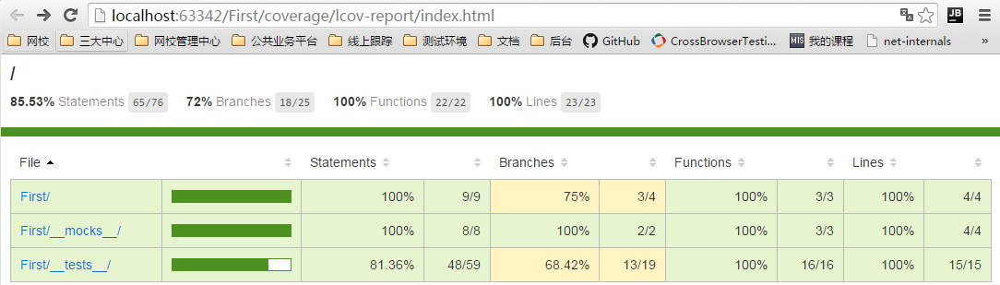 localhost:63342/First/coverage/lcov-report/index.html
网校 三大中心 网校管理中心 公共业务平台 线上跟踪 测试环境 文档 后台 GitHub CrossBrowserTesti... MIS 我的课程 net-internals »
/
85.53% Statements 65/76 72% Branches 18/25 100% Functions 22/22 100% Lines 23/23
File Statements Branches Functions Lines
First/ 100% 9/9 75% 3/4 100% 3/3 100% 4/4
First/__mocks__/ 100% 8/8 100% 2/2 100% 3/3 100% 4/4
First/__tests__/ 81.36% 48/59 68.42% 13/19 100% 16/16 100% 15/15